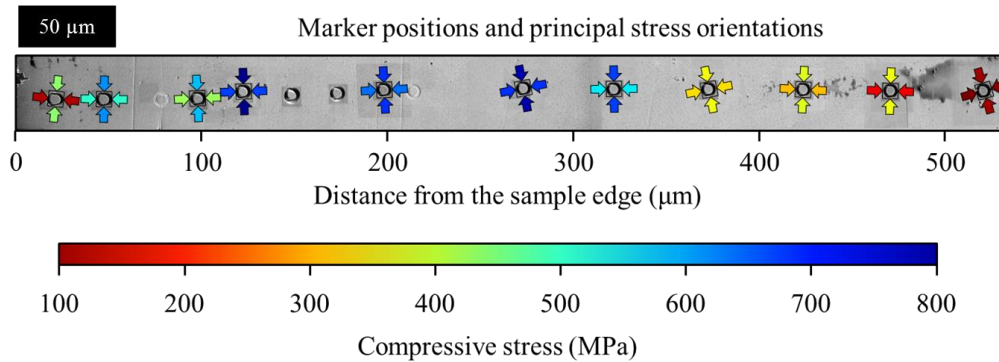 50 µm
Marker positions and principal stress orientations
0 100 200 300 400 500
Distance from the sample edge (µm)
100 200 300 400 500 600 700 800
Compressive stress (MPa)